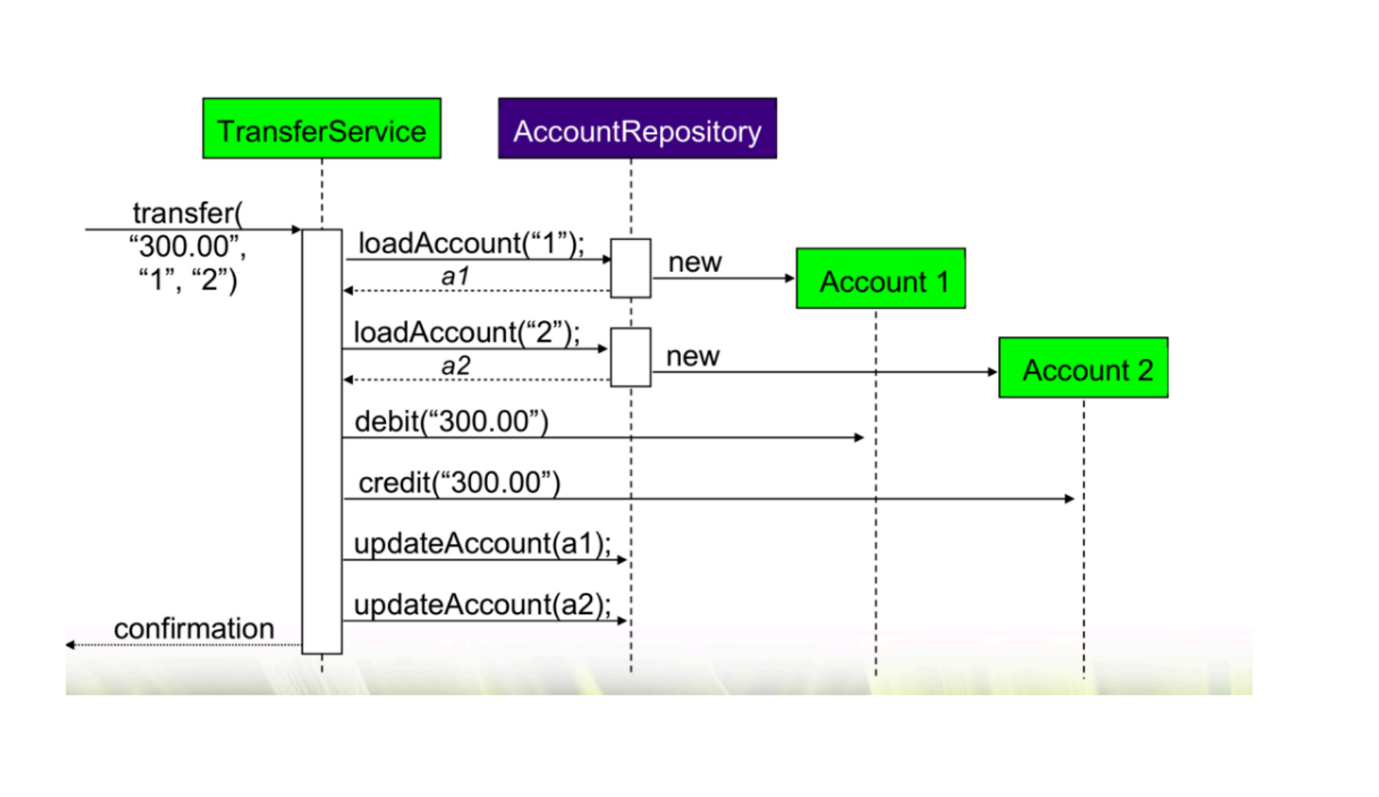 TransferService
AccountRepository
transfer(
“300.00”,
“1”, “2”)
loadAccount(“1”);
a1
new
Account 1
loadAccount(“2”);
a2
new
Account 2
debit(“300.00”)
credit(“300.00”)
updateAccount(a1);
updateAccount(a2);
confirmation